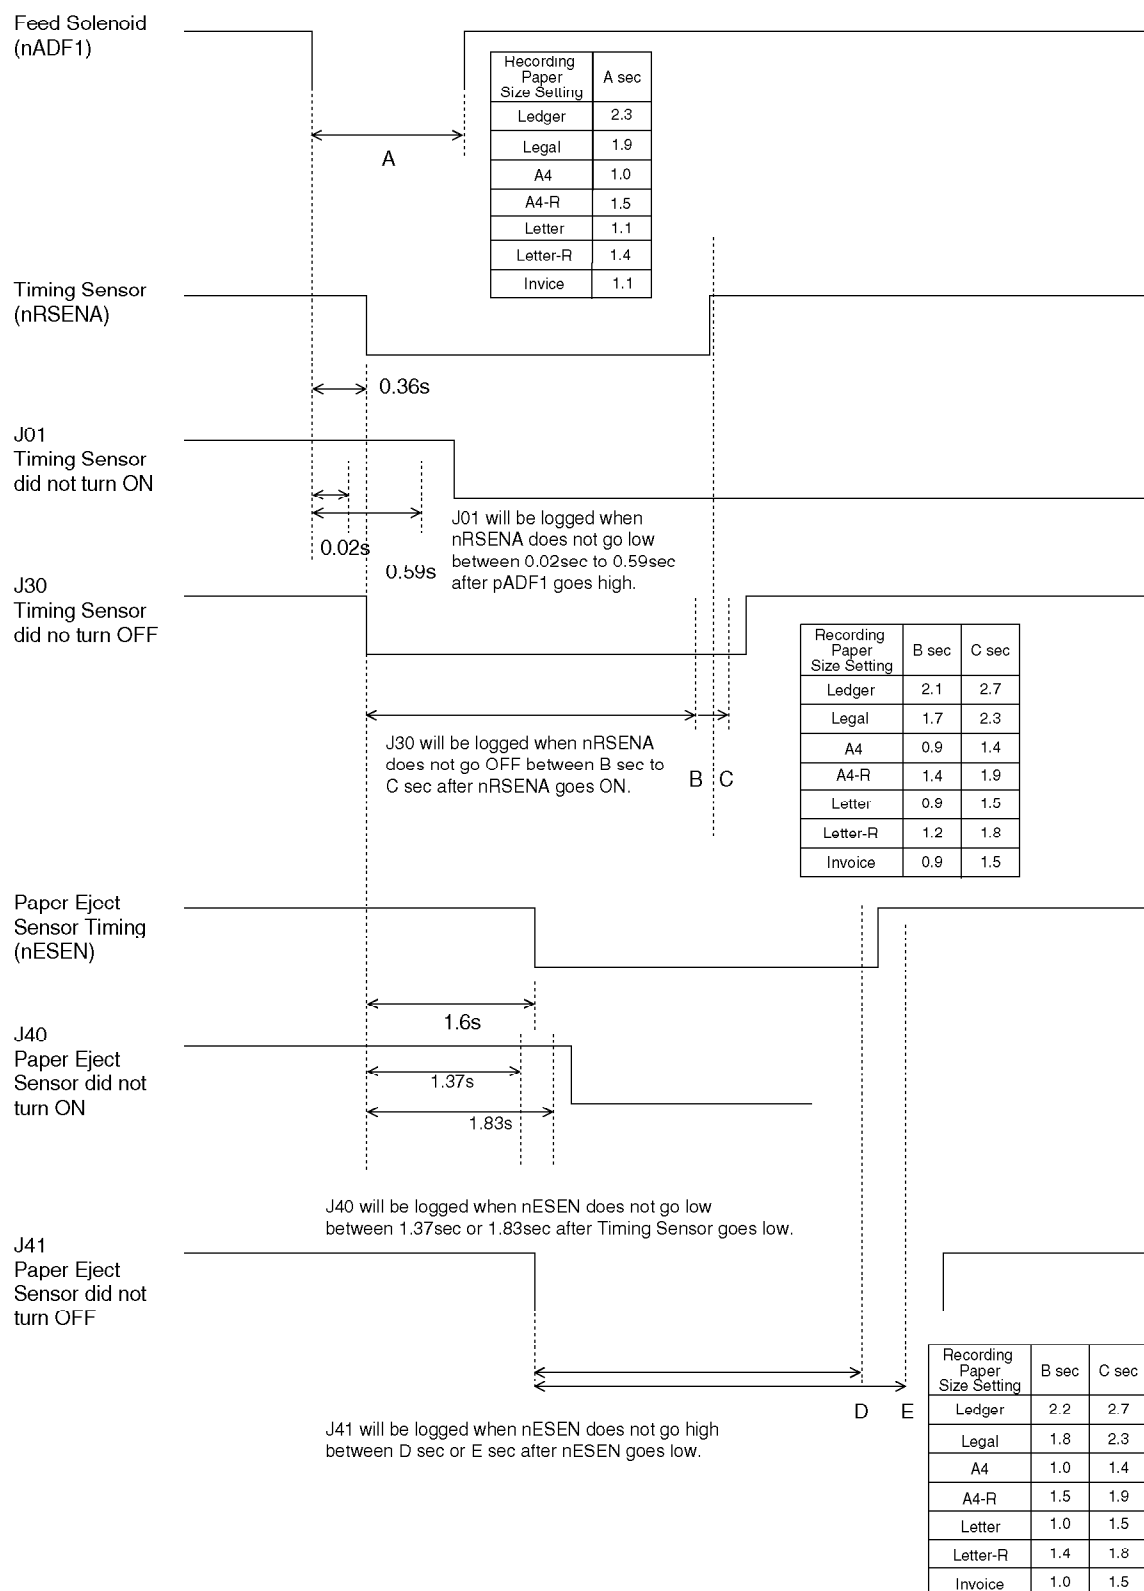 Feed Solenoid
(nADF1)
Recording
Paper
Size Setting
A sec
Ledger 2.3
Legal 1.9
A4 1.0
A4-R 1.5
Letter 1.1
Letter-R 1.4
Invice 1.1
A
Timing Sensor
(nRSENA)
0.36s
J01
Timing Sensor
did not turn ON
0.02s
0.59s
J01 will be logged when
nRSENA does not go low
between 0.02sec to 0.59sec
after pADF1 goes high.
J30
Timing Sensor
did no turn OFF
Recording
Paper
Size Setting
B sec C sec
Ledger 2.1 2.7
Legal 1.7 2.3
A4 0.9 1.4
A4-R 1.4 1.9
Letter 0.9 1.5
Letter-R 1.2 1.8
Invoice 0.9 1.5
J30 will be logged when nRSENA
does not go OFF between B sec to
C sec after nRSENA goes ON.
B C
Paper Eject
Sensor Timing
(nESEN)
1.6s
J40
Paper Eject
Sensor did not
turn ON
1.37s
1.83s
J40 will be logged when nESEN does not go low
between 1.37sec or 1.83sec after Timing Sensor goes low.
J41
Paper Eject
Sensor did not
turn OFF
D E
J41 will be logged when nESEN does not go high
between D sec or E sec after nESEN goes low.
Recording
Paper
Size Setting
B sec C sec
Ledger 2.2 2.7
Legal 1.8 2.3
A4 1.0 1.4
A4-R 1.5 1.9
Letter 1.0 1.5
Letter-R 1.4 1.8
Invoice 1.0 1.5